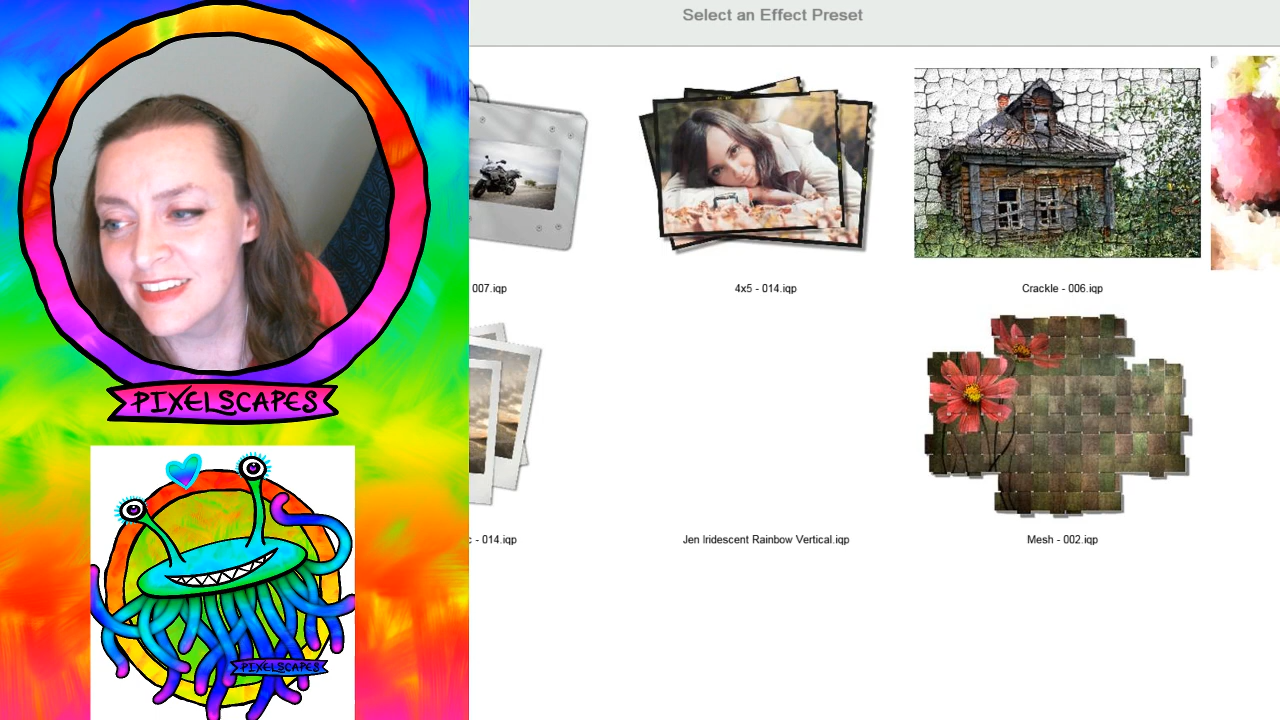 Select an Effect Preset
007.iqp
4x5 - 014.iqp
Crackle - 006.iqp
PIXELSCAPES
c - 014.iqp
Jen Iridescent Rainbow Vertical.iqp
Mesh - 002.iqp
PIXELSCAPES